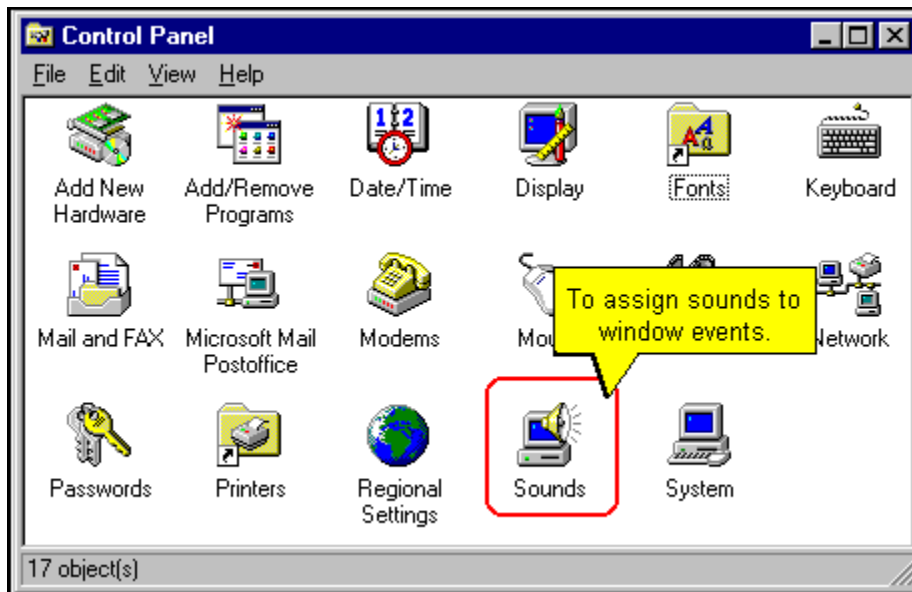 Control Panel
File Edit View Help
Add New Hardware
Add/Remove Programs
Date/Time
Display
Fonts
Keyboard
Mail and FAX
Microsoft Mail Postoffice
Modems
To assign sounds to
window events.
Network
Passwords
Printers
Regional Settings
Sounds
System
17 object(s)